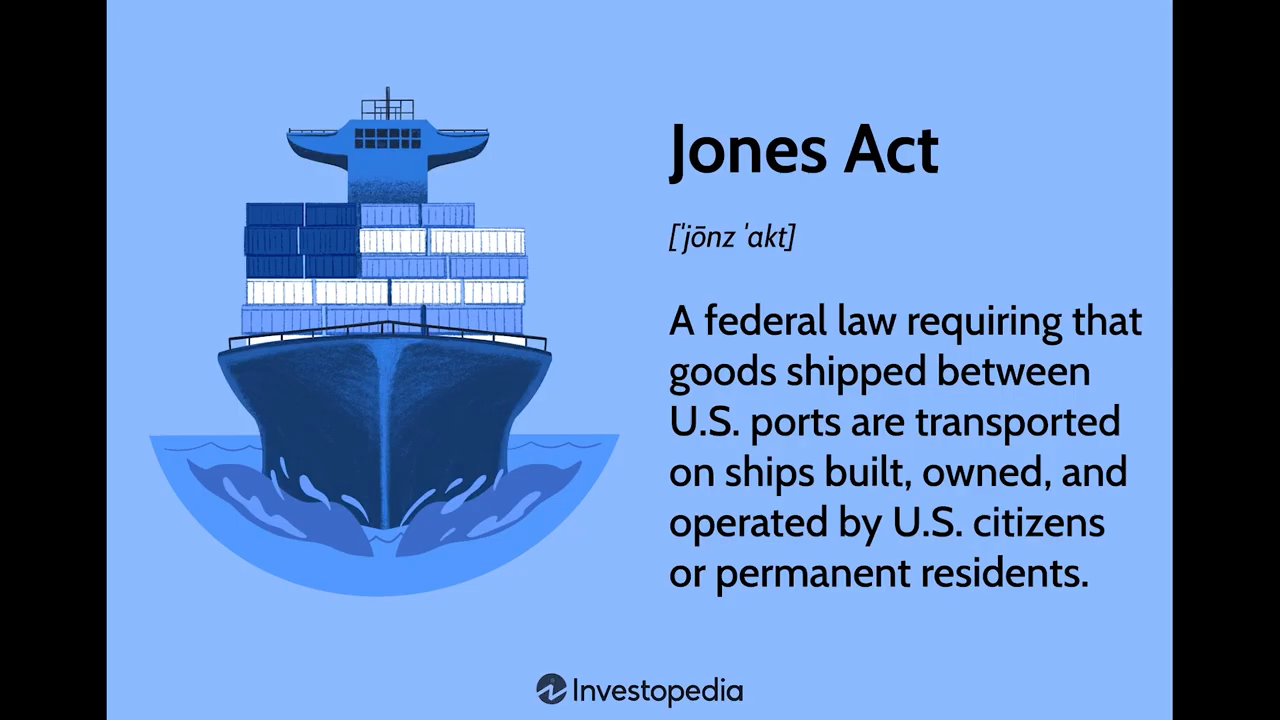 Jones Act
[ˈjōnz ˈakt]
A federal law requiring that
goods shipped between
U.S. ports are transported
on ships built, owned, and
operated by U.S. citizens
or permanent residents.
Investopedia